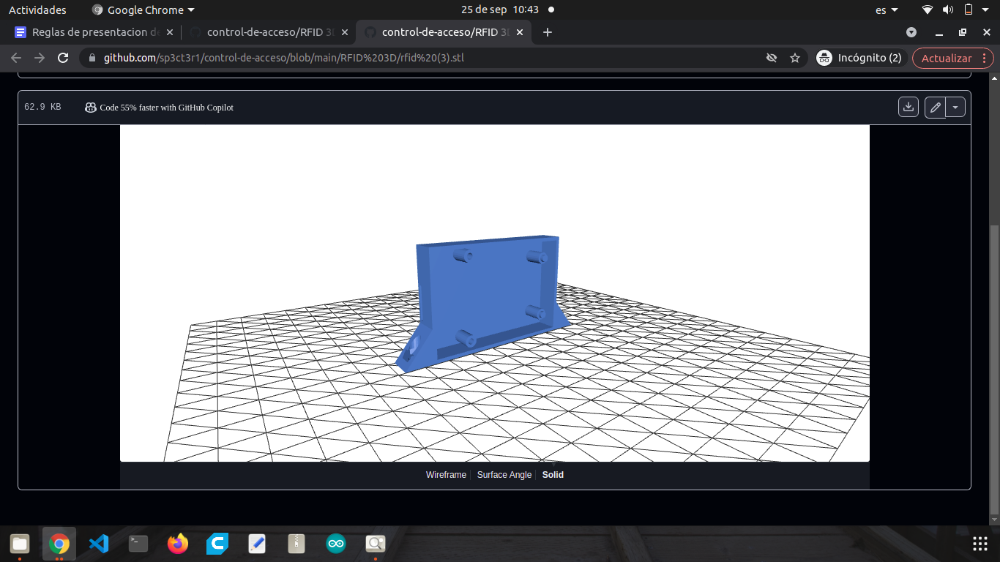 Actividades Google Chrome 25 de sep 10:43 es
Reglas de presentacion de control-de-acceso/RFID 3D control-de-acceso/RFID 3D
github.com/sp3ct3r1/control-de-acceso/blob/main/RFID%203D/rfid%20(3).stl Incógnito (2) Actualizar
62.9 KB Code 55% faster with GitHub Copilot
Wireframe Surface Angle Solid